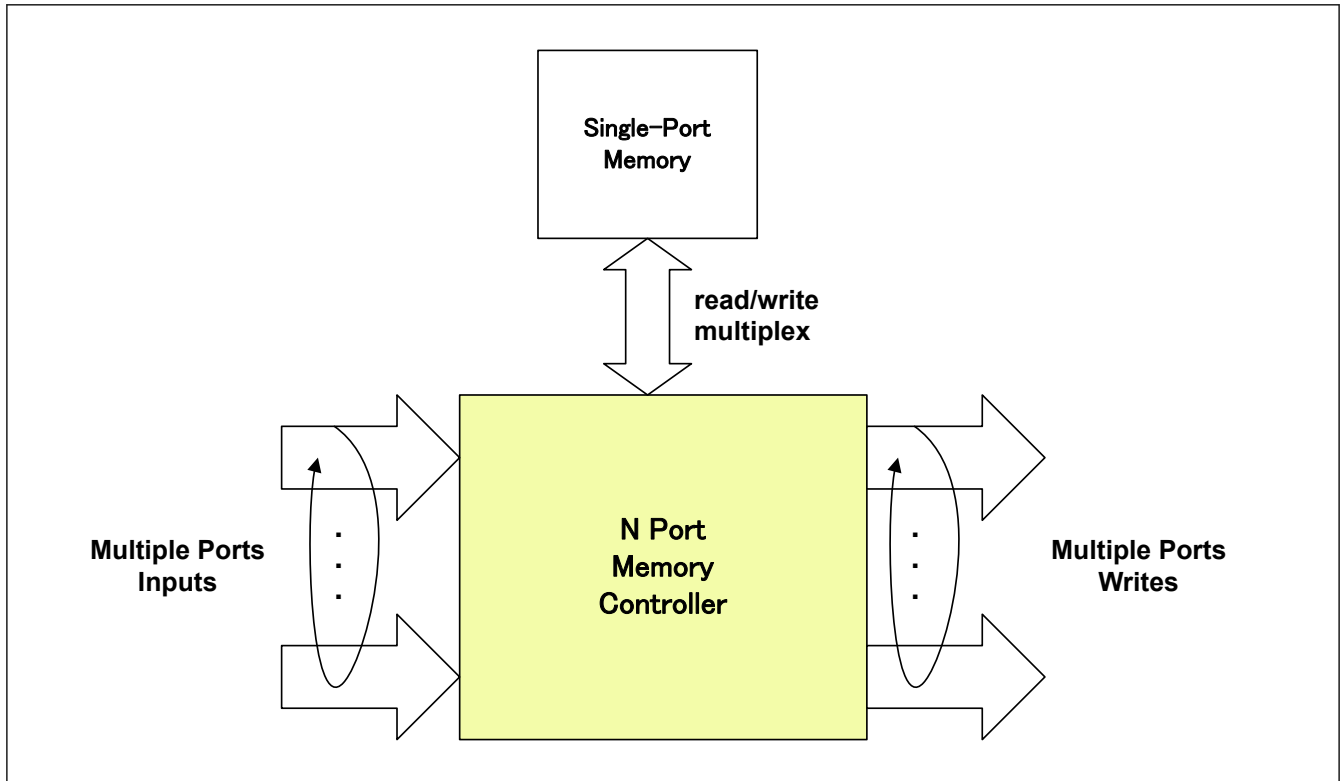 Single-Port
Memory
read/write
multiplex
N Port
Memory
Controller
Multiple Ports
Inputs
Multiple Ports
Writes